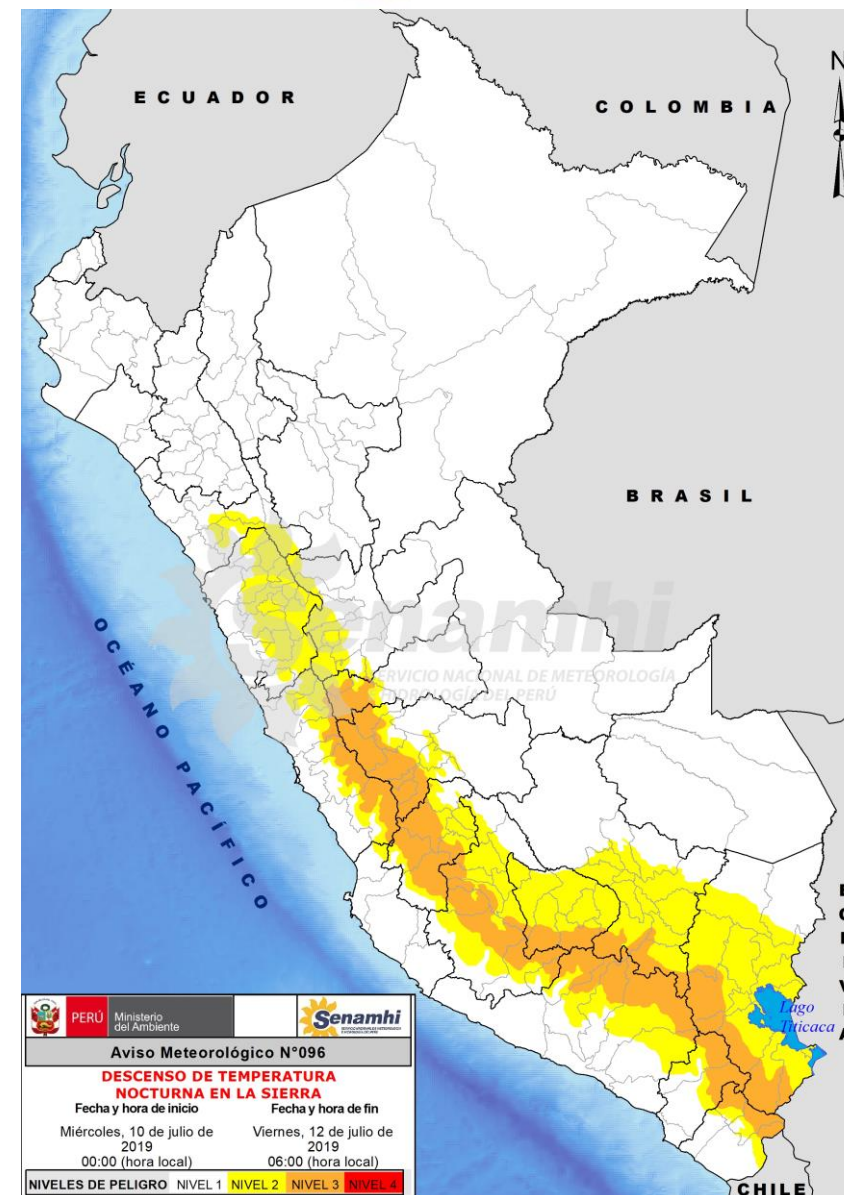 ECUADOR
COLOMBIA
N
BRASIL
Senamhi
SERVICIO NACIONAL DE METEOROLOGÍA
HIDROLOGÍA DEL PERÚ
OCÉANO PACÍFICO
Lago
Titicaca
CHILE
PERÚ
Ministerio
del Ambiente
Senamhi
Aviso Meteorológico N°096
DESCENSO DE TEMPERATURA
NOCTURNA EN LA SIERRA
Fecha y hora de inicio
Miércoles, 10 de julio de
2019
00:00 (hora local)
Fecha y hora de fin
Viernes, 12 de julio de
2019
06:00 (hora local)
NIVELES DE PELIGRO NIVEL 1 NIVEL 2 NIVEL 3 NIVEL 4